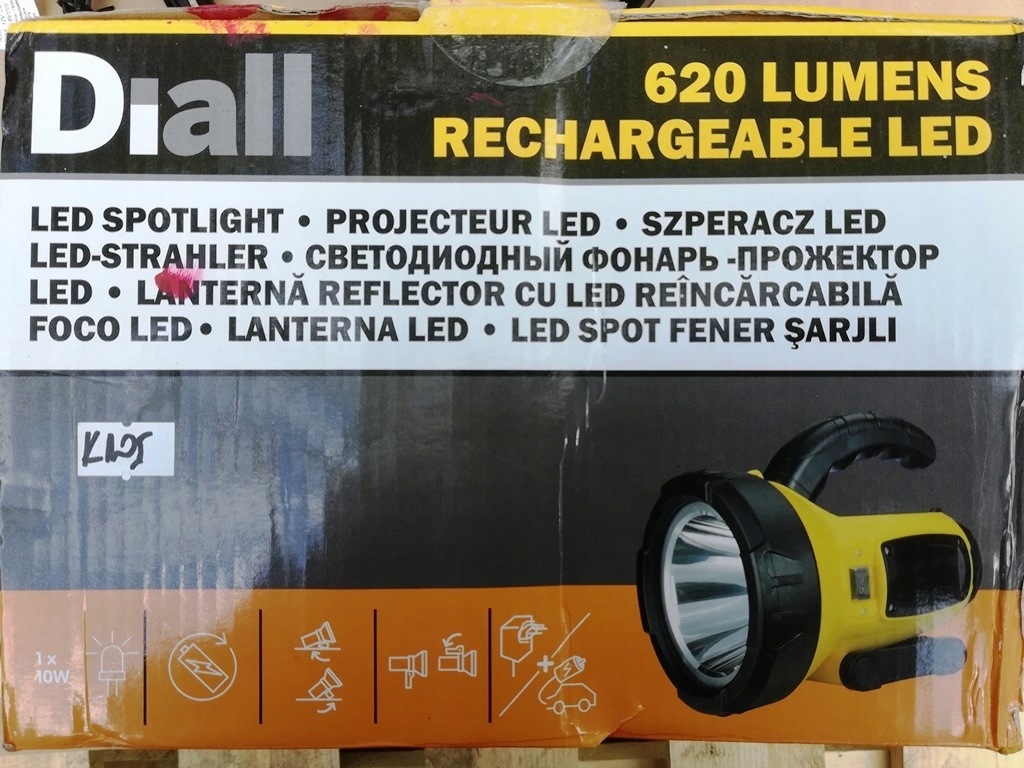 Diall
620 LUMENS
RECHARGEABLE LED
LED SPOTLIGHT • PROJECTEUR LED • SZPERACZ LED
LED-STRAHLER • СВЕТОДИОДНЫЙ ФОНАРЬ -ПРОЖЕКТОР
LED • LANTERNĂ REFLECTOR CU LED REÎNCĂRCABILĂ
FOCO LED • LANTERNA LED • LED SPOT FENER ŞARJLI
1 x
10W